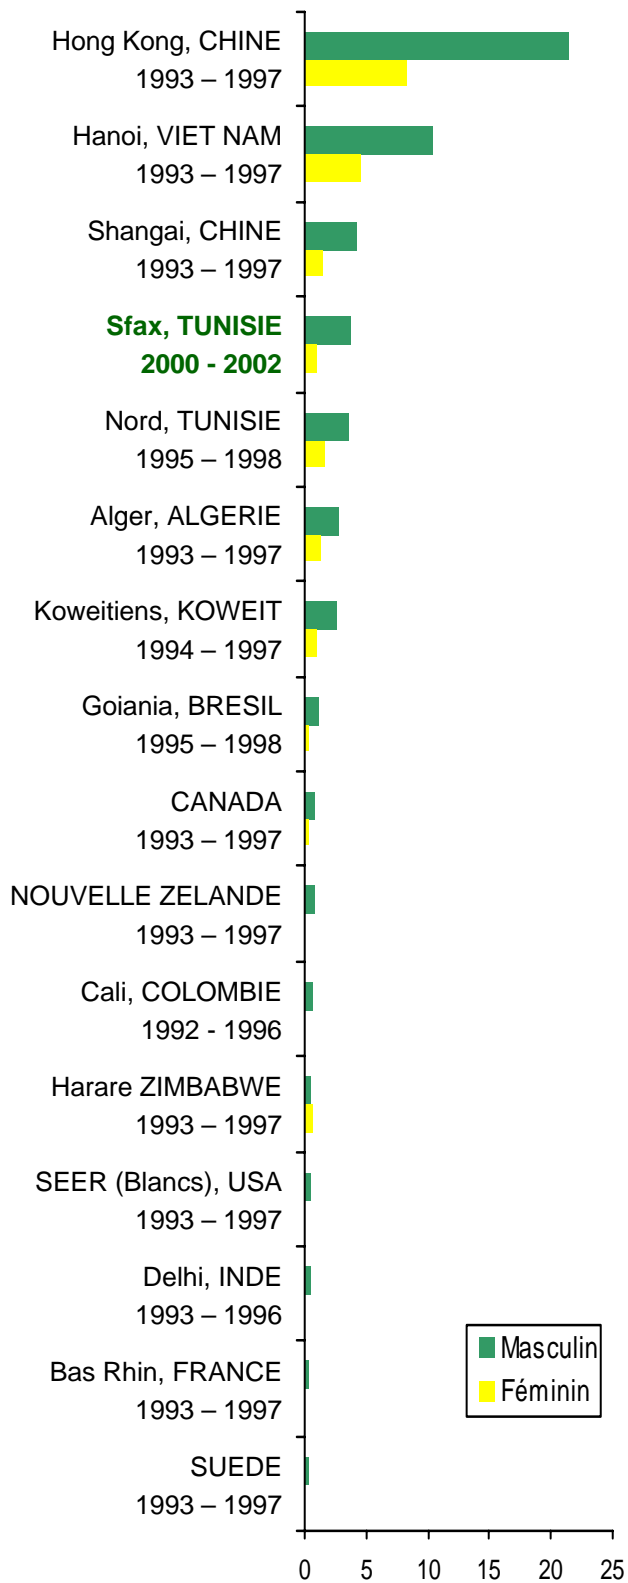 Hong Kong, CHINE
1993 – 1997
Hanoi, VIET NAM
1993 – 1997
Shangai, CHINE
1993 – 1997
Sfax, TUNISIE
2000 - 2002
Nord, TUNISIE
1995 – 1998
Alger, ALGERIE
1993 – 1997
Koweitiens, KOWEIT
1994 – 1997
Goiania, BRESIL
1995 – 1998
CANADA
1993 – 1997
NOUVELLE ZELANDE
1993 – 1997
Cali, COLOMBIE
1992 - 1996
Harare ZIMBABWE
1993 – 1997
SEER (Blancs), USA
1993 – 1997
Delhi, INDE
1993 – 1996
Bas Rhin, FRANCE
1993 – 1997
SUEDE
1993 – 1997
Masculin
Féminin
0 5 10 15 20 25